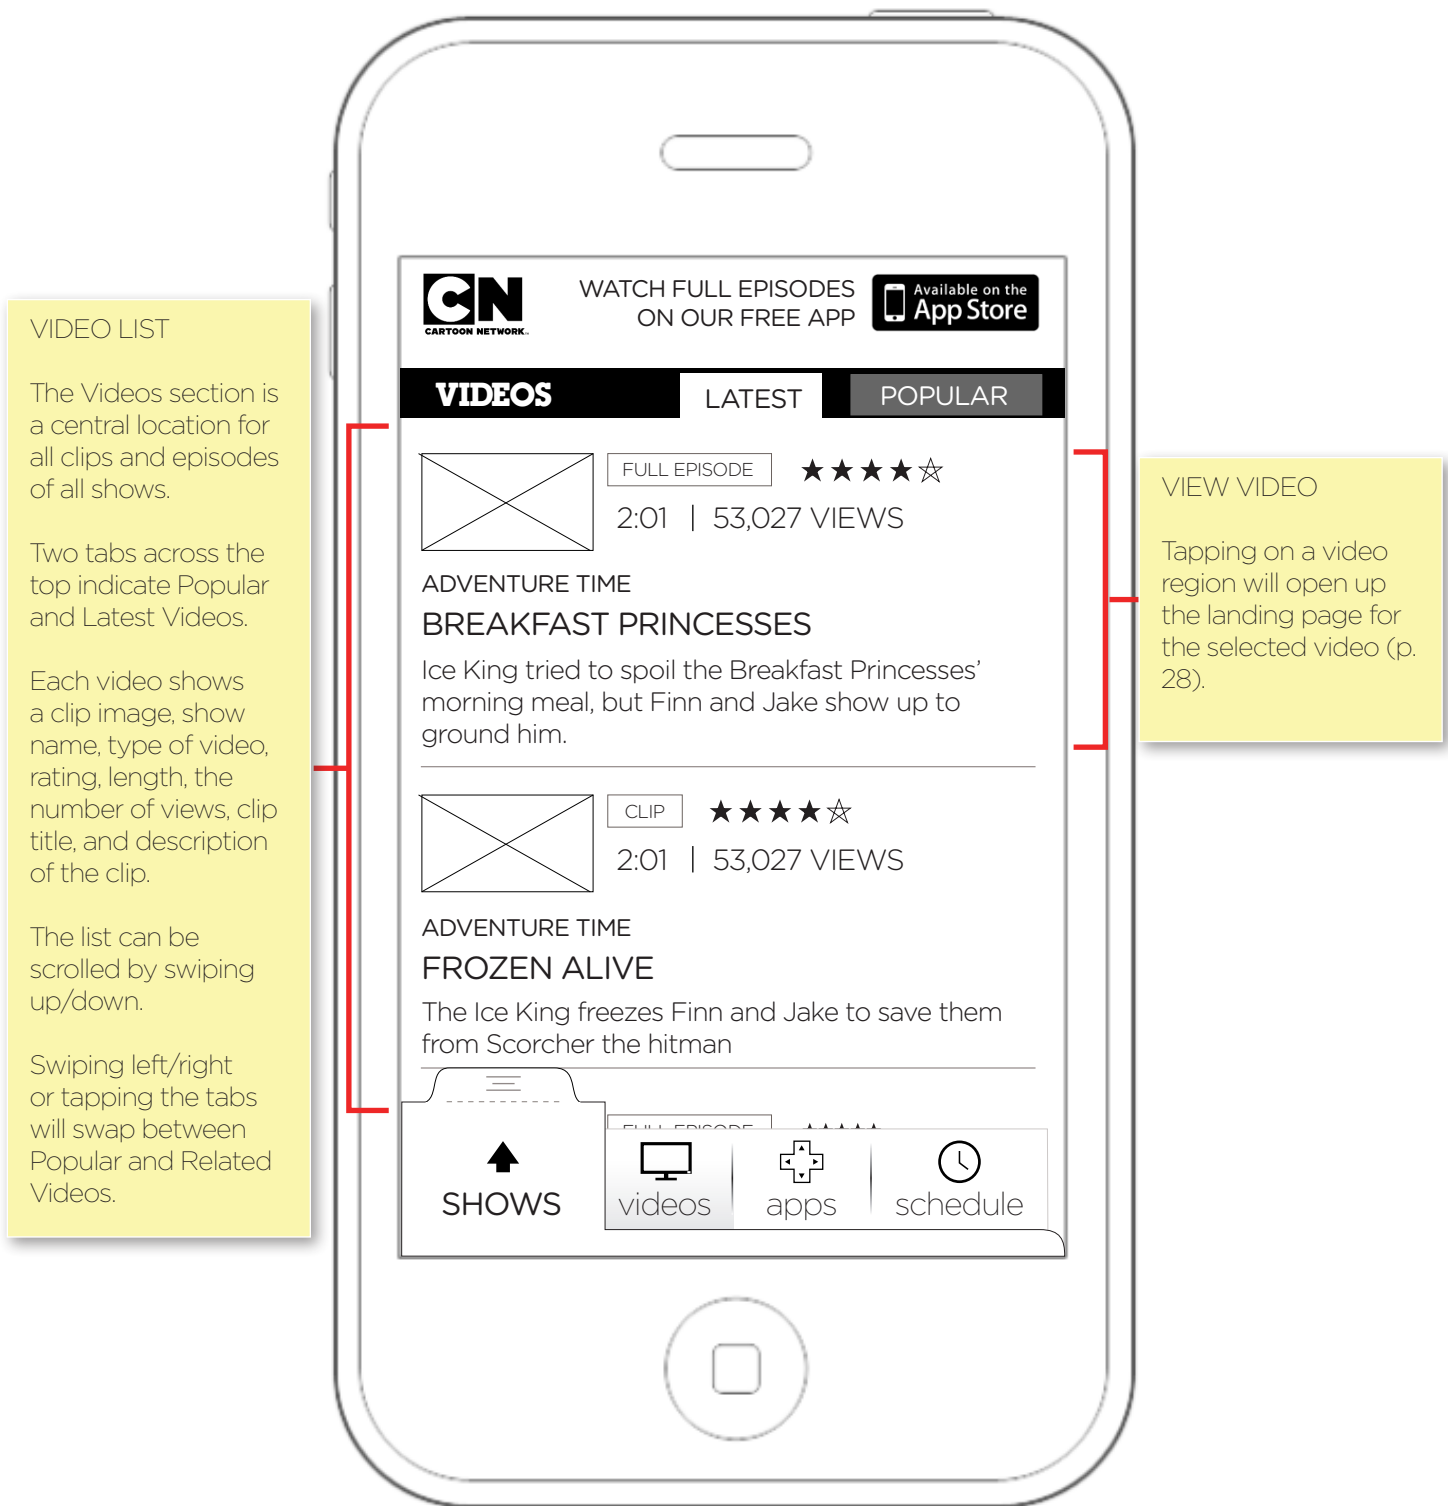 VIDEO LIST
The Videos section is
a central location for
all clips and episodes
of all shows.
Two tabs across the
top indicate Popular
and Latest Videos.
Each video shows
a clip image, show
name, type of video,
rating, length, the
number of views, clip
title, and description
of the clip.
The list can be
scrolled by swiping
up/down.
Swiping left/right
or tapping the tabs
will swap between
Popular and Related
Videos.
CN
CARTOON NETWORK
WATCH FULL EPISODES
ON OUR FREE APP
Available on the
App Store
VIDEOS LATEST POPULAR
FULL EPISODE
2:01 | 53,027 VIEWS
ADVENTURE TIME
BREAKFAST PRINCESSES
Ice King tried to spoil the Breakfast Princesses’
morning meal, but Finn and Jake show up to
ground him.
CLIP
2:01 | 53,027 VIEWS
ADVENTURE TIME
FROZEN ALIVE
The Ice King freezes Finn and Jake to save them
from Scorcher the hitman
FULL EPISODE
SHOWS videos apps schedule
VIEW VIDEO
Tapping on a video
region will open up
the landing page for
the selected video (p.
28).